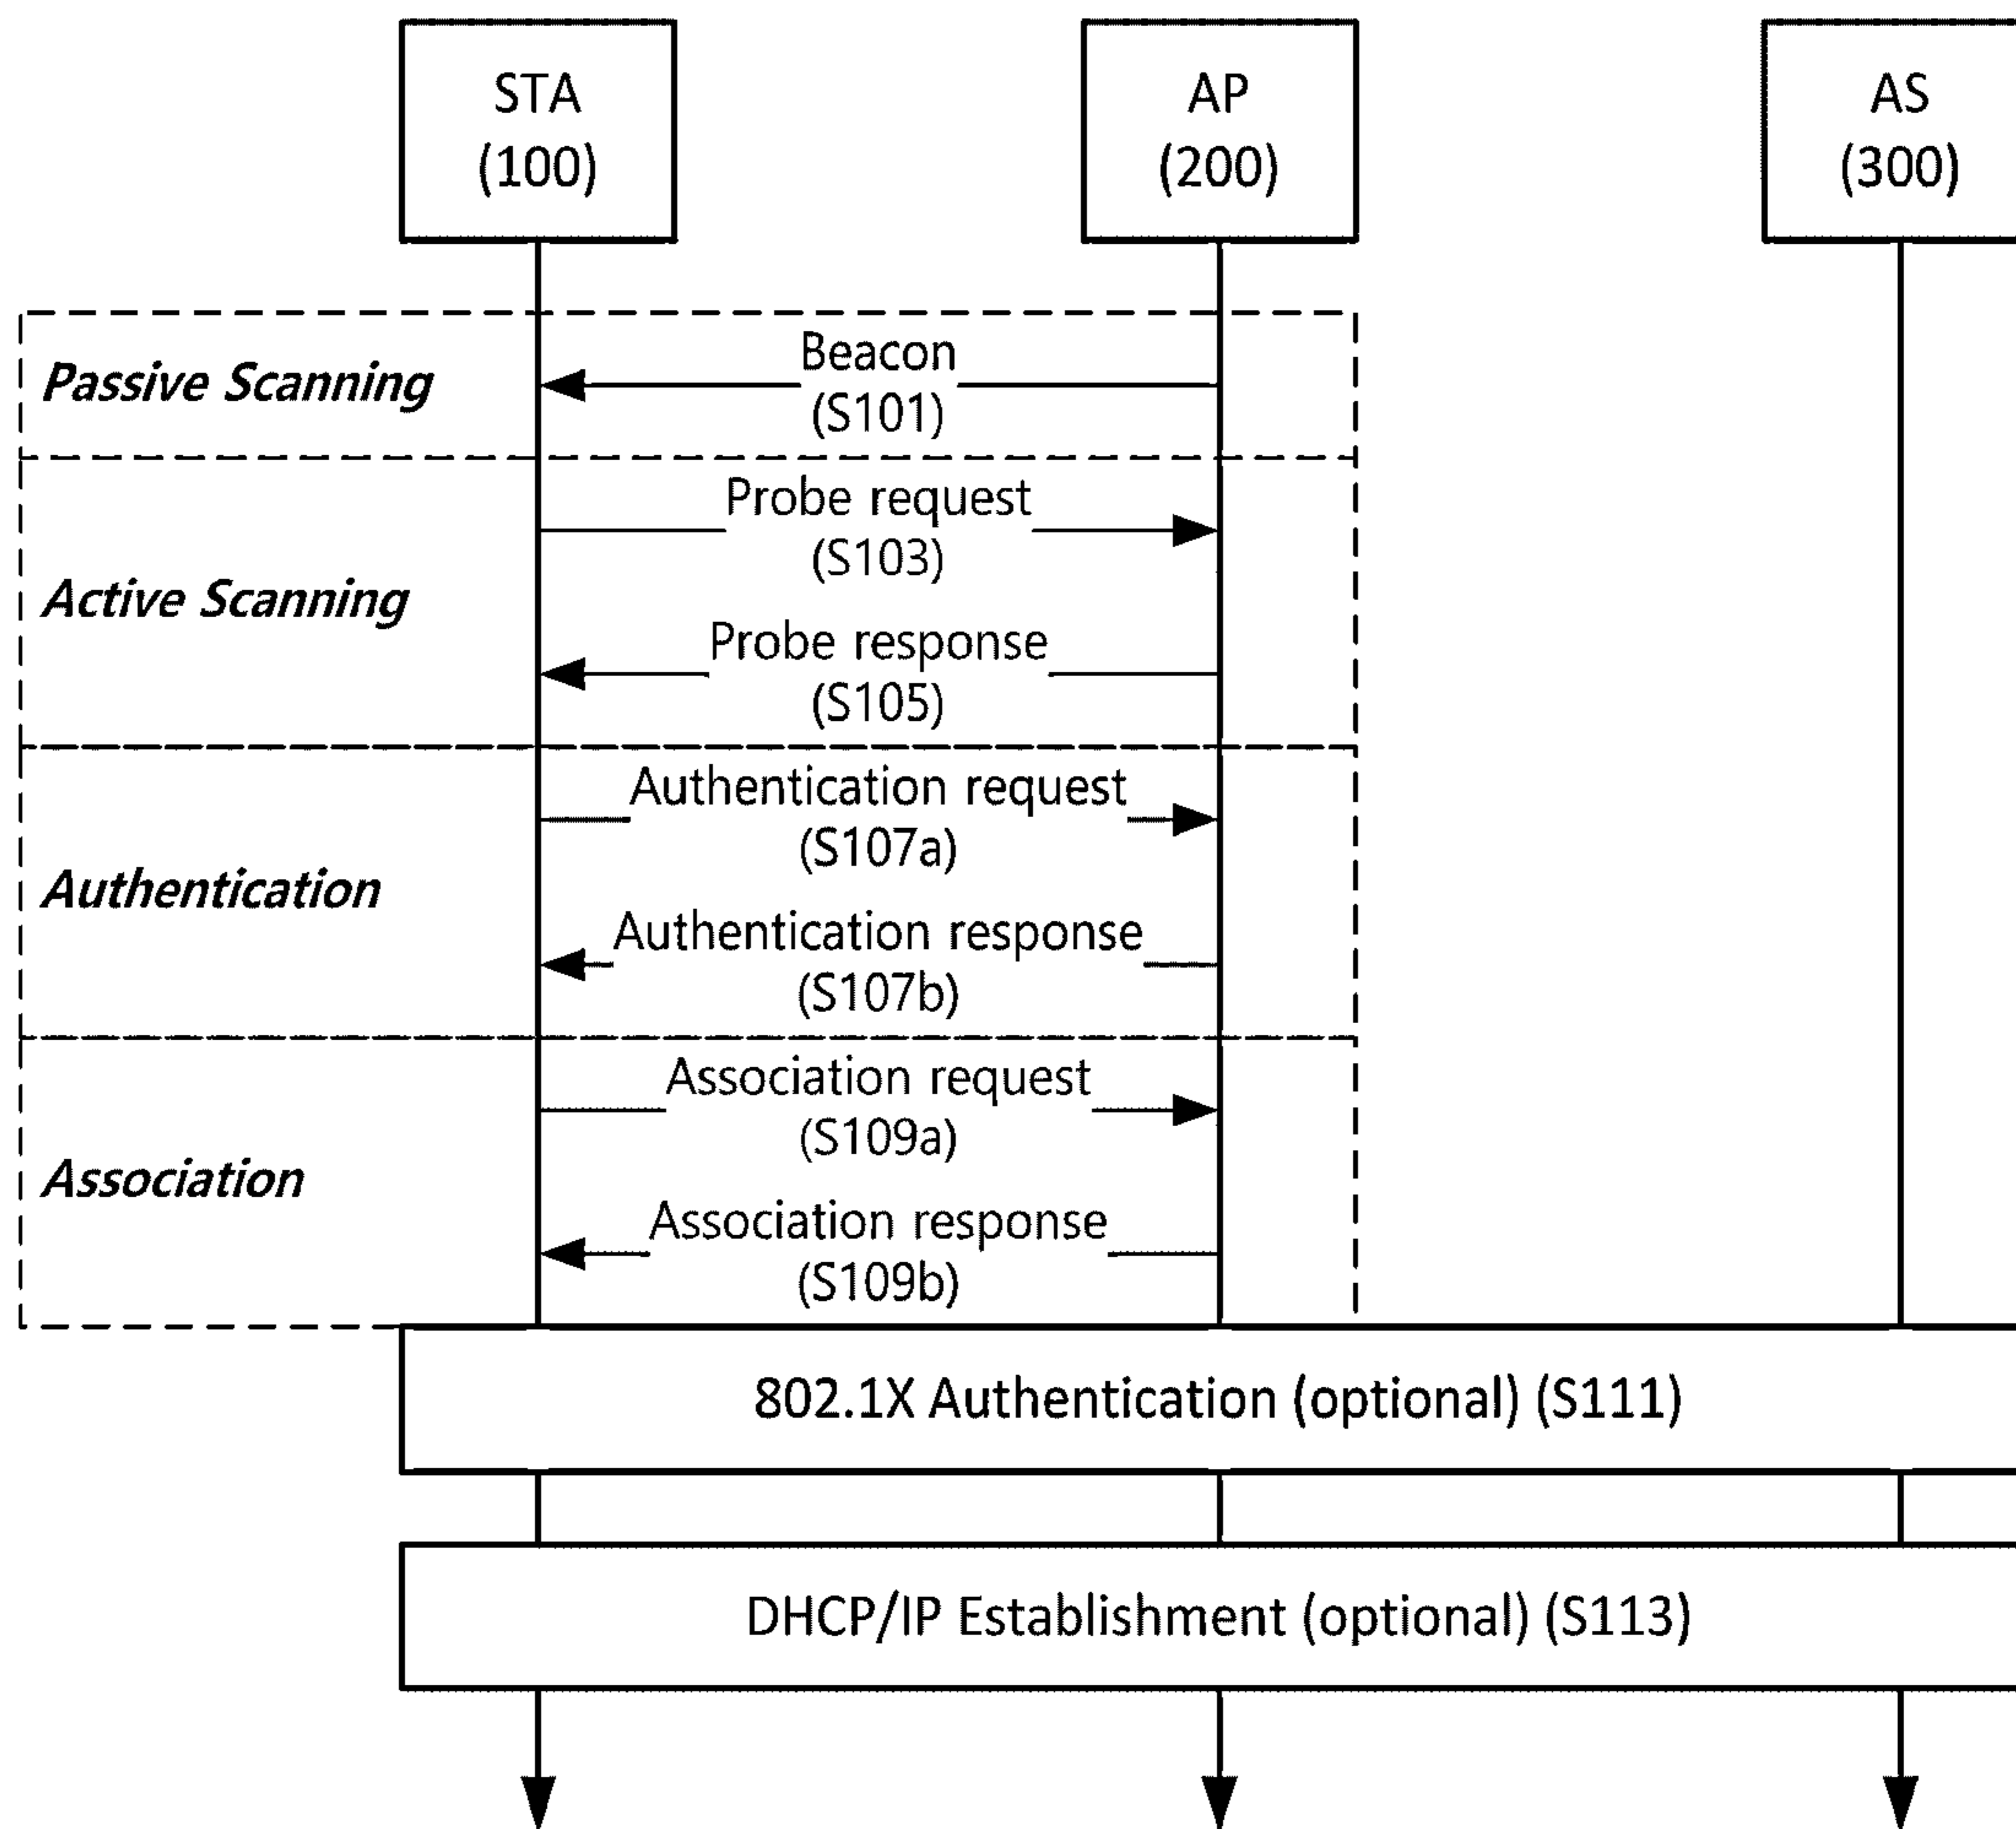 STA
(100)
AP
(200)
AS
(300)
Passive Scanning
Beacon
(S101)
Active Scanning
Probe request
(S103)
Probe response
(S105)
Authentication
Authentication request
(S107a)
Authentication response
(S107b)
Association
Association request
(S109a)
Association response
(S109b)
802.1X Authentication (optional) (S111)
DHCP/IP Establishment (optional) (S113)